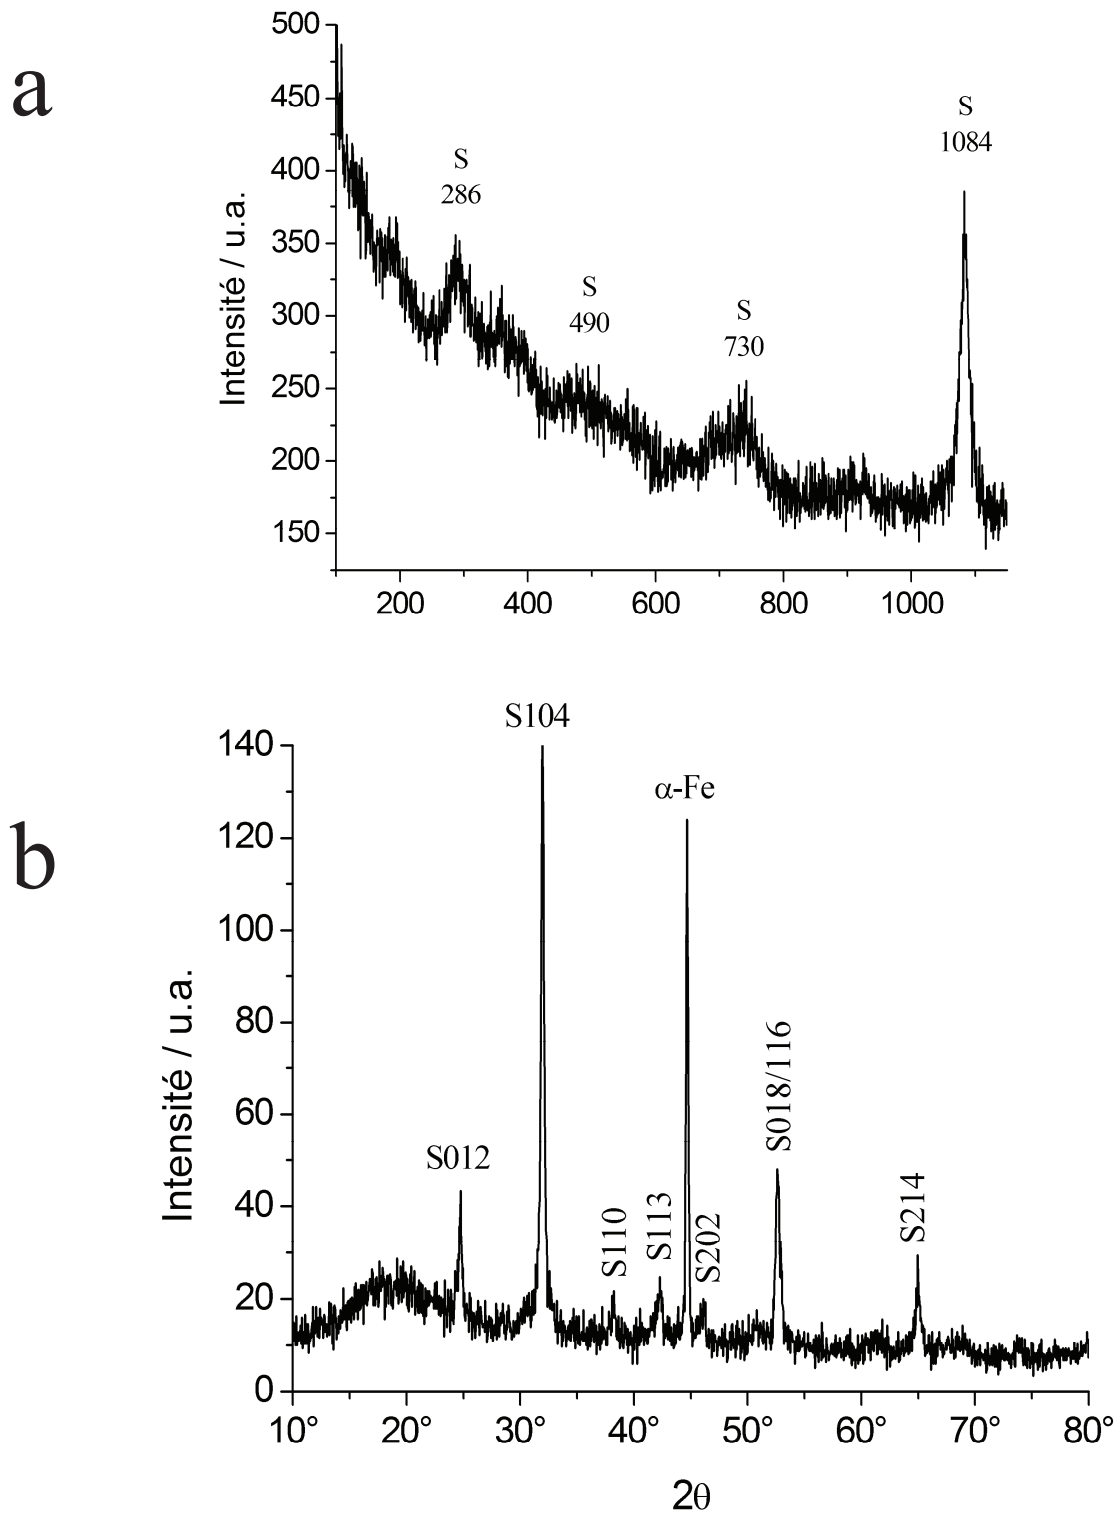 a
500
450
400
350
300
250
200
150
Intensité / u.a.
S
286
S
490
S
730
S
1084
200 400 600 800 1000
b
140
120
100
80
60
40
20
0
Intensité / u.a.
S012
S104
S110
S113
α-Fe
S202
S018/116
S214
10° 20° 30° 40° 50° 60° 70° 80°
2θ